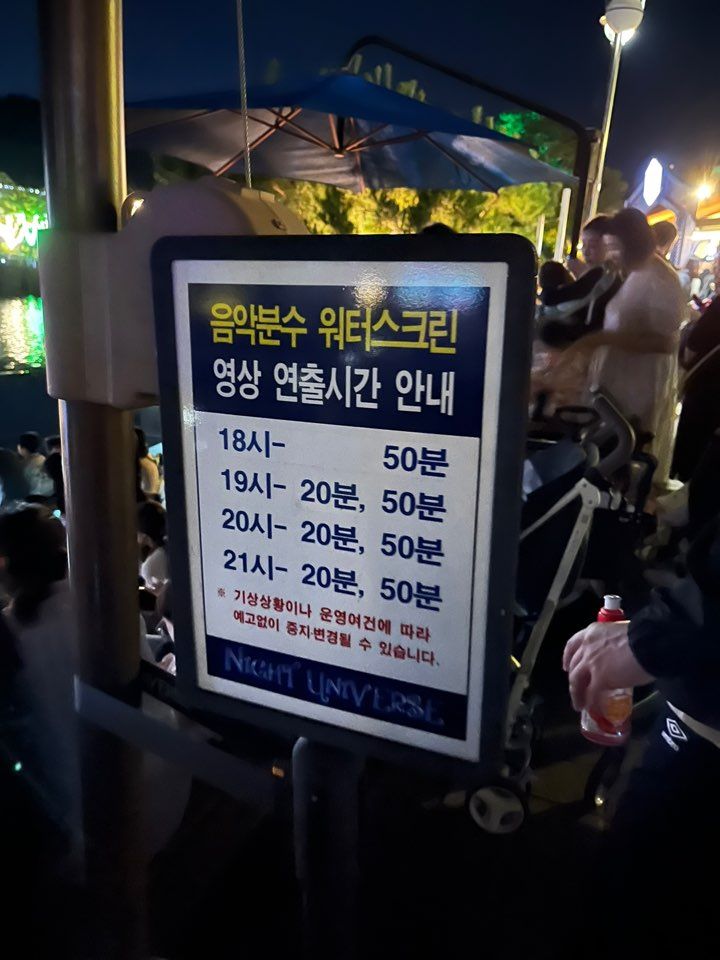 음악분수 워터스크린
영상 연출시간 안내
18시- 50분
19시- 20분, 50분
20시- 20분, 50분
21시- 20분, 50분
※ 기상상황이나 운영여건에 따라
예고없이 중지·변경될 수 있습니다.
NIGHT UNIVERSE